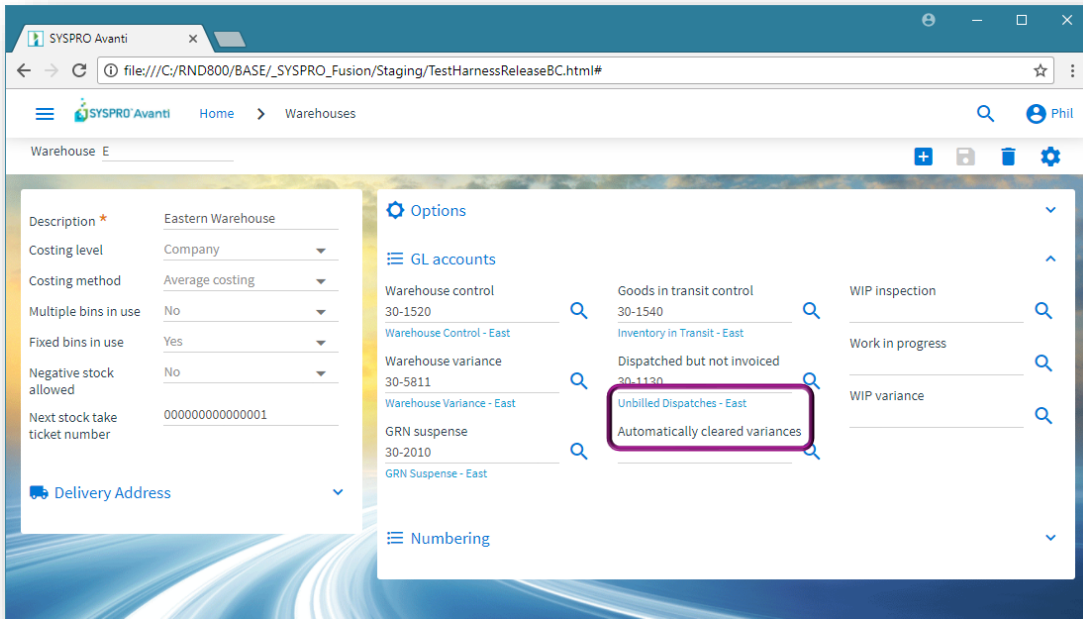 SYSPRO Avanti
file:///C:/RND800/BASE/_SYSPRO_Fusion/Staging/TestHarnessReleaseBC.html#
SYSPRO Avanti Home Warehouses Phil
Warehouse E
Description * Eastern Warehouse
Costing level Company
Costing method Average costing
Multiple bins in use No
Fixed bins in use Yes
Negative stock allowed No
Next stock take ticket number 000000000000001
Delivery Address
Options
GL accounts
Warehouse control
30-1520
Warehouse Control - East
Warehouse variance
30-5811
Warehouse Variance - East
GRN suspense
30-2010
GRN Suspense - East
Goods in transit control
30-1540
Inventory in Transit - East
Dispatched but not invoiced
30-1130
Unbilled Dispatches - East
Automatically cleared variances
WIP inspection
Work in progress
WIP variance
Numbering